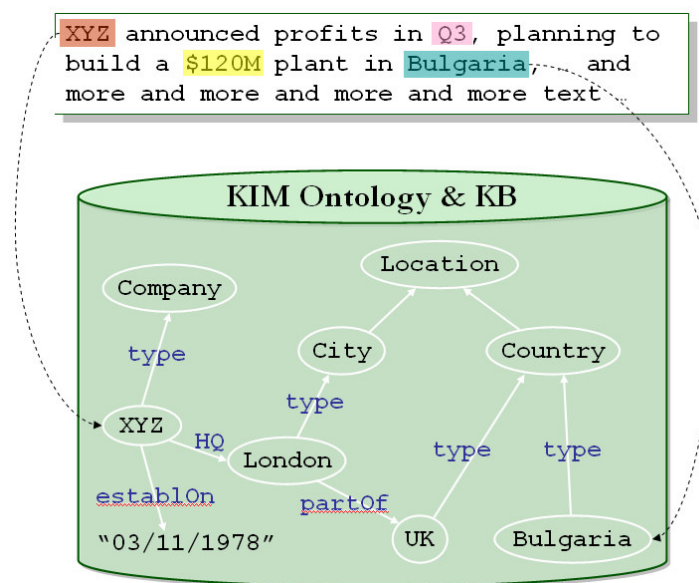 XYZ announced profits in Q3, planning to
build a $120M plant in Bulgaria, … and
more and more and more and more text …
KIM Ontology & KB
Location
Company
City
Country
type
type
XYZ
HQ
type
type
London
establOn
partOf
“03/11/1978”
UK
Bulgaria